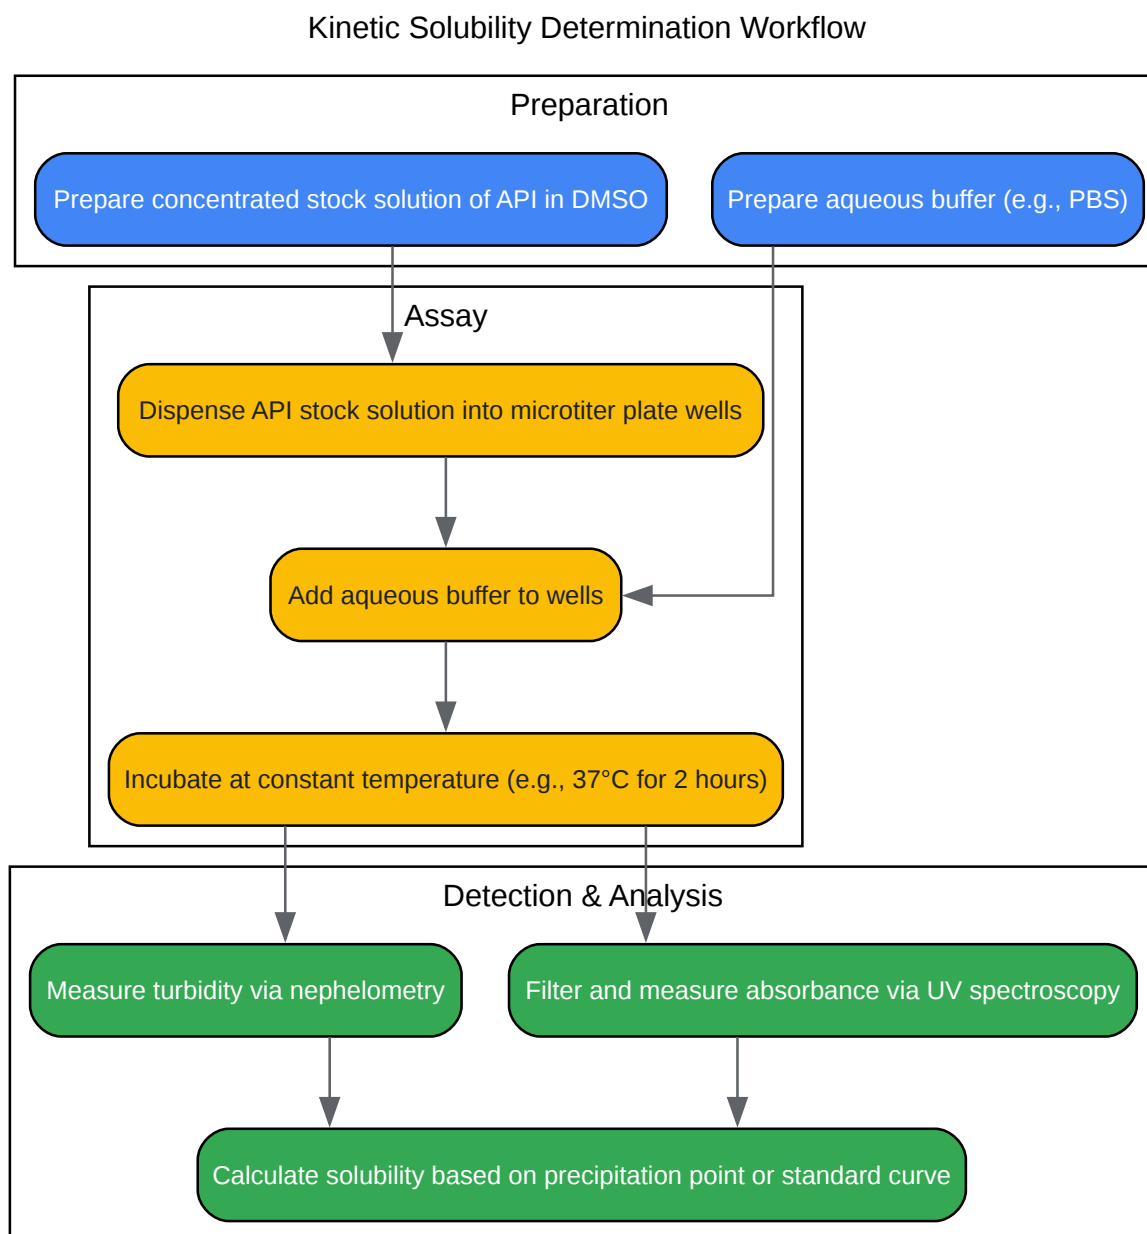 Kinetic Solubility Determination Workflow
Preparation
Prepare concentrated stock solution of API in DMSO
Prepare aqueous buffer (e.g., PBS)
Assay
Dispense API stock solution into microtiter plate wells
Add aqueous buffer to wells
Incubate at constant temperature (e.g., 37°C for 2 hours)
Detection & Analysis
Measure turbidity via nephelometry
Filter and measure absorbance via UV spectroscopy
Calculate solubility based on precipitation point or standard curve